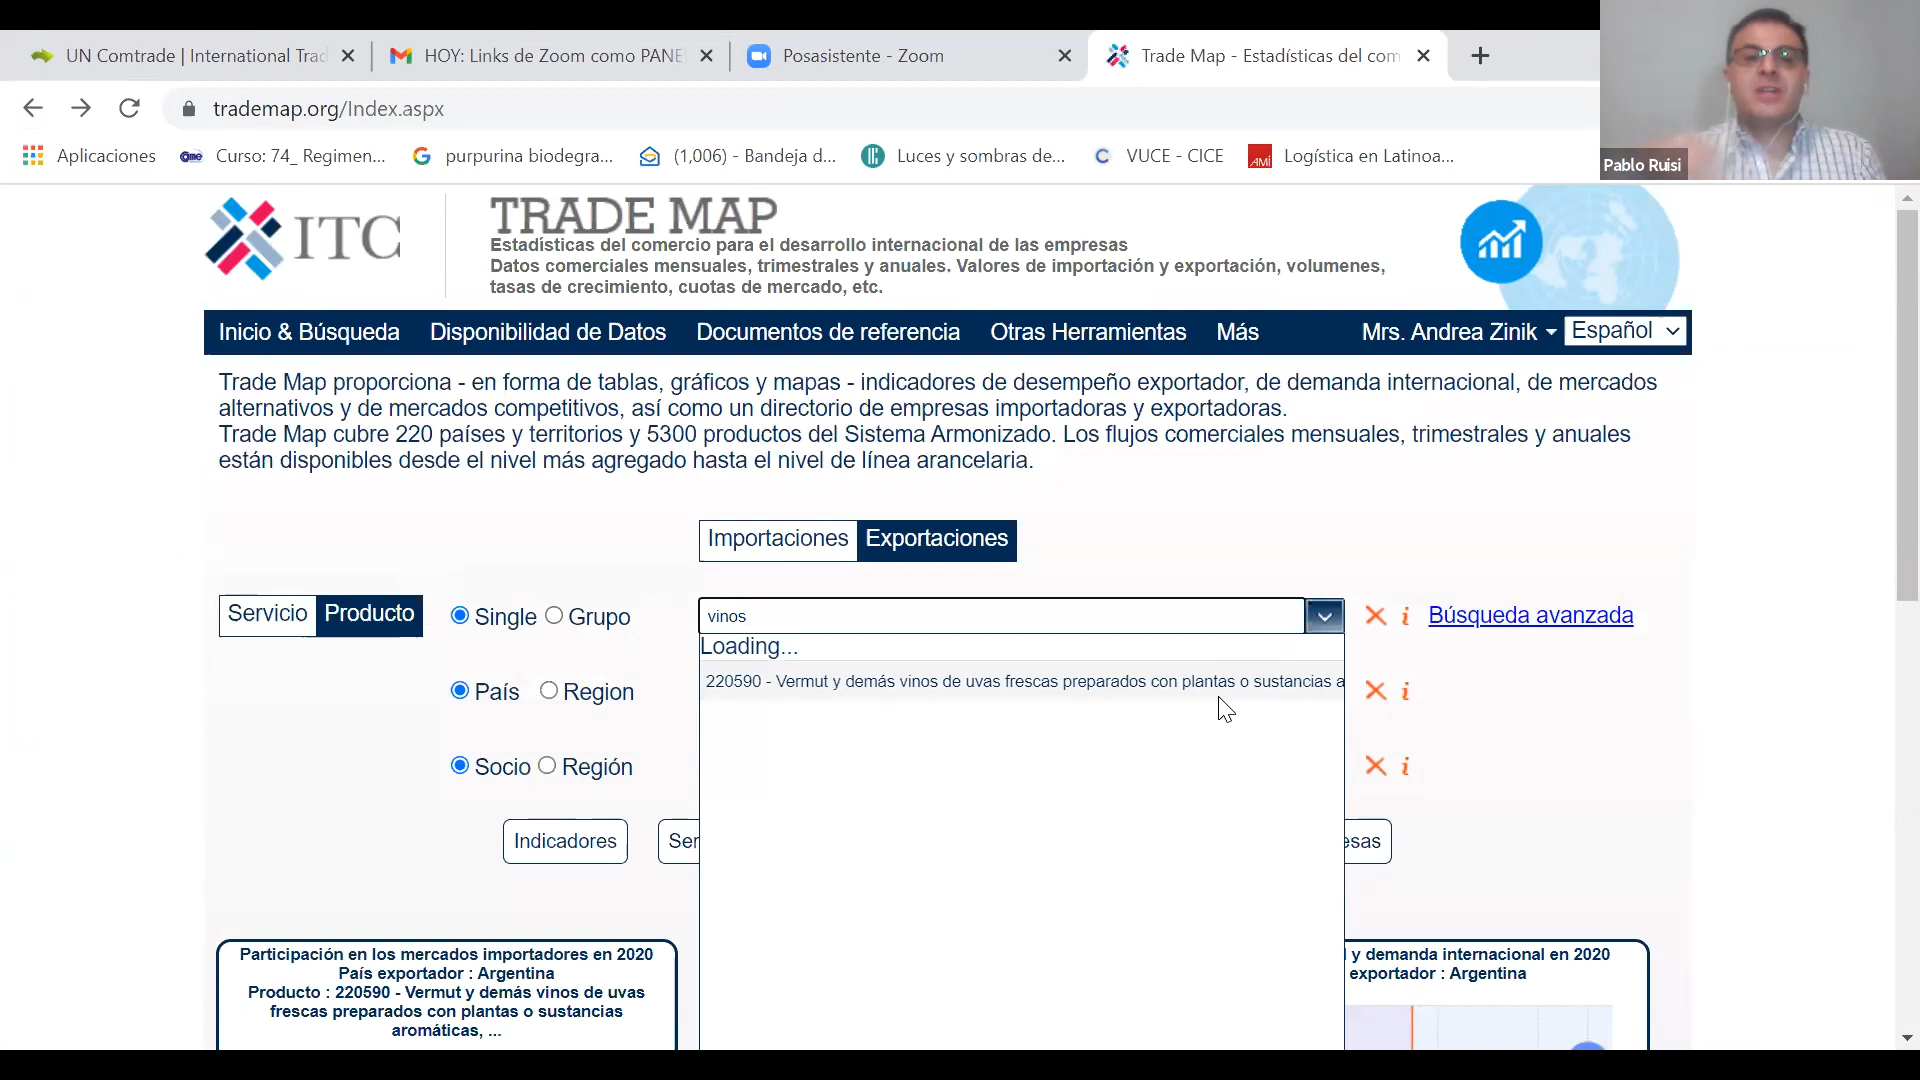 UN Comtrade | International Trad
HOY: Links de Zoom como PANE
Posasistente - Zoom
Trade Map - Estadísticas del com
trademap.org/Index.aspx
Aplicaciones
Curso: 74_ Regimen...
purpurina biodegra...
(1,006) - Bandeja d...
Luces y sombras de...
VUCE - CICE
Logística en Latinoa...
Pablo Ruisi
ITC
TRADE MAP
Estadísticas del comercio para el desarrollo internacional de las empresas
Datos comerciales mensuales, trimestrales y anuales. Valores de importación y exportación, volumenes,
tasas de crecimiento, cuotas de mercado, etc.
Inicio & Búsqueda Disponibilidad de Datos Documentos de referencia Otras Herramientas Más Mrs. Andrea Zinik Español
Trade Map proporciona - en forma de tablas, gráficos y mapas - indicadores de desempeño exportador, de demanda internacional, de mercados
alternativos y de mercados competitivos, así como un directorio de empresas importadoras y exportadoras.
Trade Map cubre 220 países y territorios y 5300 productos del Sistema Armonizado. Los flujos comerciales mensuales, trimestrales y anuales
están disponibles desde el nivel más agregado hasta el nivel de línea arancelaria.
Importaciones Exportaciones
Servicio Producto Single Grupo vinos Búsqueda avanzada
Loading...
220590 - Vermut y demás vinos de uvas frescas preparados con plantas o sustancias a
País Region
Socio Región
Indicadores Ser esas
Participación en los mercados importadores en 2020
País exportador : Argentina
Producto : 220590 - Vermut y demás vinos de uvas
frescas preparados con plantas o sustancias
aromáticas, ...
l y demanda internacional en 2020
exportador : Argentina